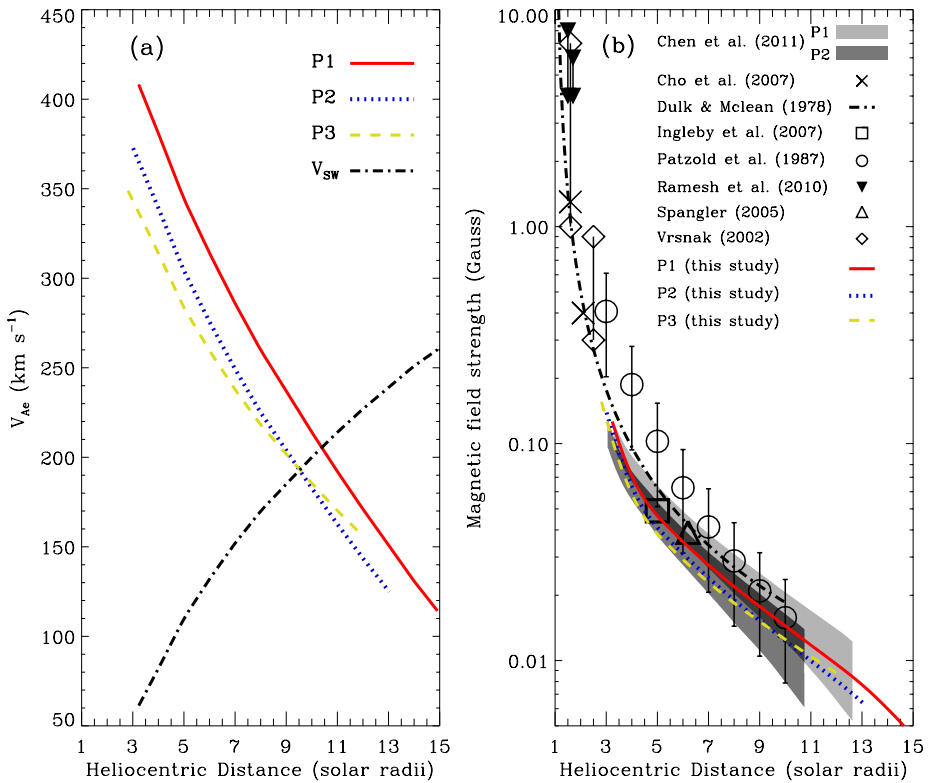 (a)
P1
P2
P3
V_SW
450
400
350
300
250
200
150
100
50
V_Ae (km s⁻¹)
1 3 5 7 9 11 13 15
Heliocentric Distance (solar radii)
(b)
Chen et al. (2011)
P1
P2
Cho et al. (2007)
Dulk & Mclean (1978)
Ingleby et al. (2007)
Patzold et al. (1987)
Ramesh et al. (2010)
Spangler (2005)
Vrsnak (2002)
P1 (this study)
P2 (this study)
P3 (this study)
10.00
1.00
0.10
0.01
Magnetic field strength (Gauss)
1 3 5 7 9 11 13 15
Heliocentric Distance (solar radii)